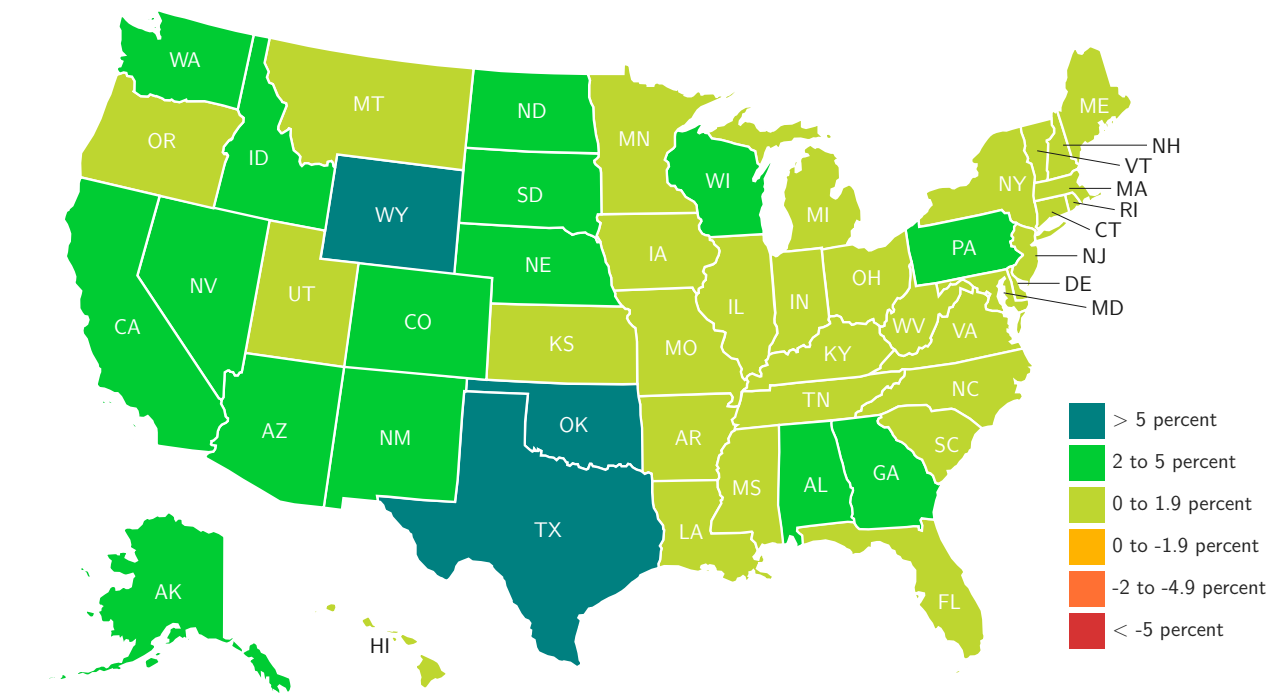 WA
MT
ND
MN
ME
OR
ID
WY
SD
WI
MI
NY
NH
VT
MA
RI
CT
NJ
DE
MD
PA
NV
UT
CO
NE
IA
IL
IN
OH
WV
VA
CA
KS
MO
KY
NC
AZ
NM
OK
AR
TN
SC
TX
LA
MS
AL
GA
FL
AK
HI
> 5 percent
2 to 5 percent
0 to 1.9 percent
0 to -1.9 percent
-2 to -4.9 percent
< -5 percent